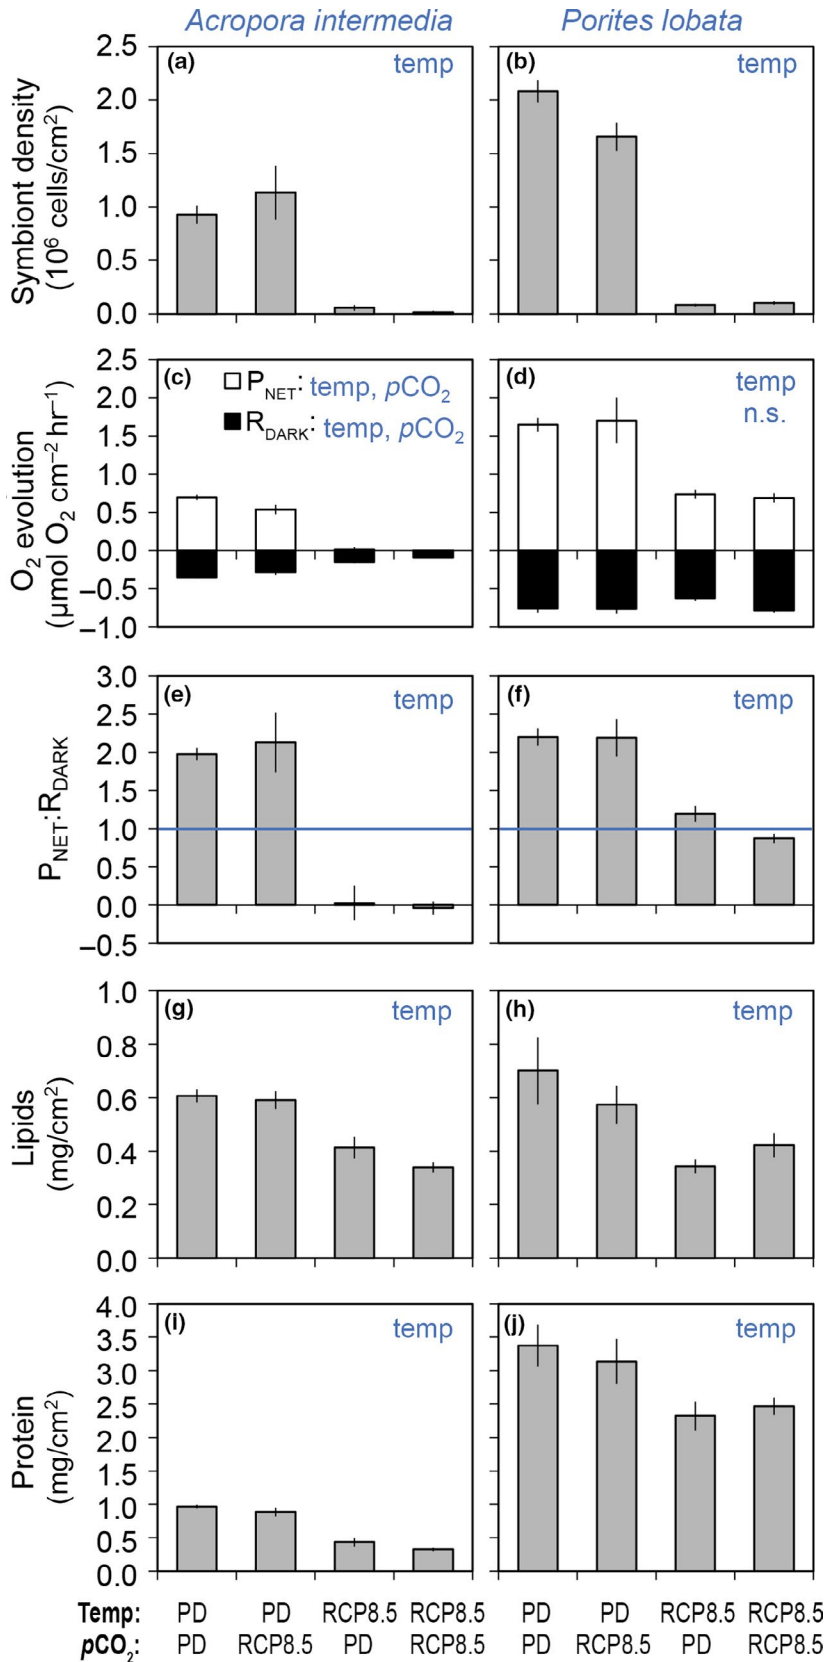 Acropora intermedia
Porites lobata
Symbiont density
(10⁶ cells/cm²)
2.5
2.0
1.5
1.0
0.5
0.0
(a)
temp
(b)
temp
O₂ evolution
(µmol O₂ cm⁻² hr⁻¹)
2.5
2.0
1.5
1.0
0.5
0.0
–0.5
–1.0
(c)
P_NET: temp, pCO₂
R_DARK: temp, pCO₂
(d)
temp
n.s.
P_NET:R_DARK
3.0
2.5
2.0
1.5
1.0
0.5
0.0
–0.5
(e)
temp
(f)
temp
Lipids
(mg/cm²)
1.0
0.8
0.6
0.4
0.2
0.0
(g)
temp
(h)
temp
Protein
(mg/cm²)
4.0
3.5
3.0
2.5
2.0
1.5
1.0
0.5
0.0
(i)
temp
(j)
temp
Temp: PD PD RCP8.5 RCP8.5 PD PD RCP8.5 RCP8.5
pCO₂: PD RCP8.5 PD RCP8.5 PD RCP8.5 PD RCP8.5